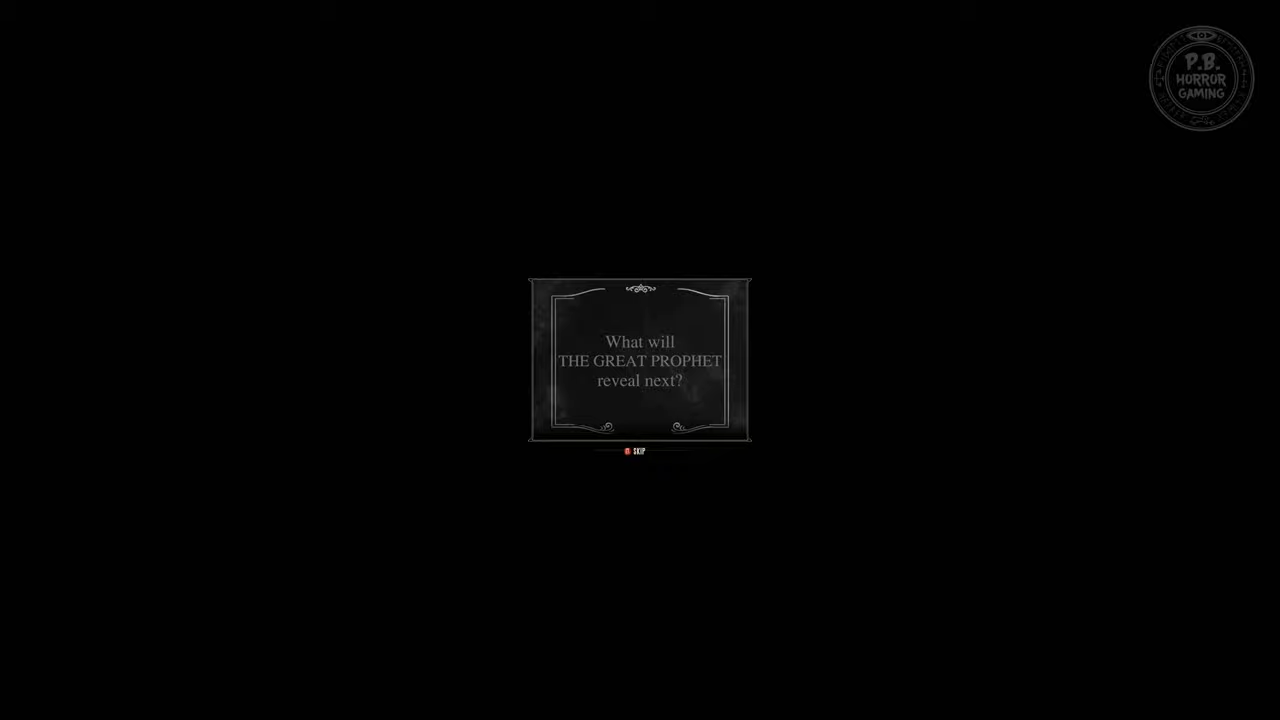 P.B.
HORROR
GAMING
What will
THE GREAT PROPHET
reveal next?
SKIP